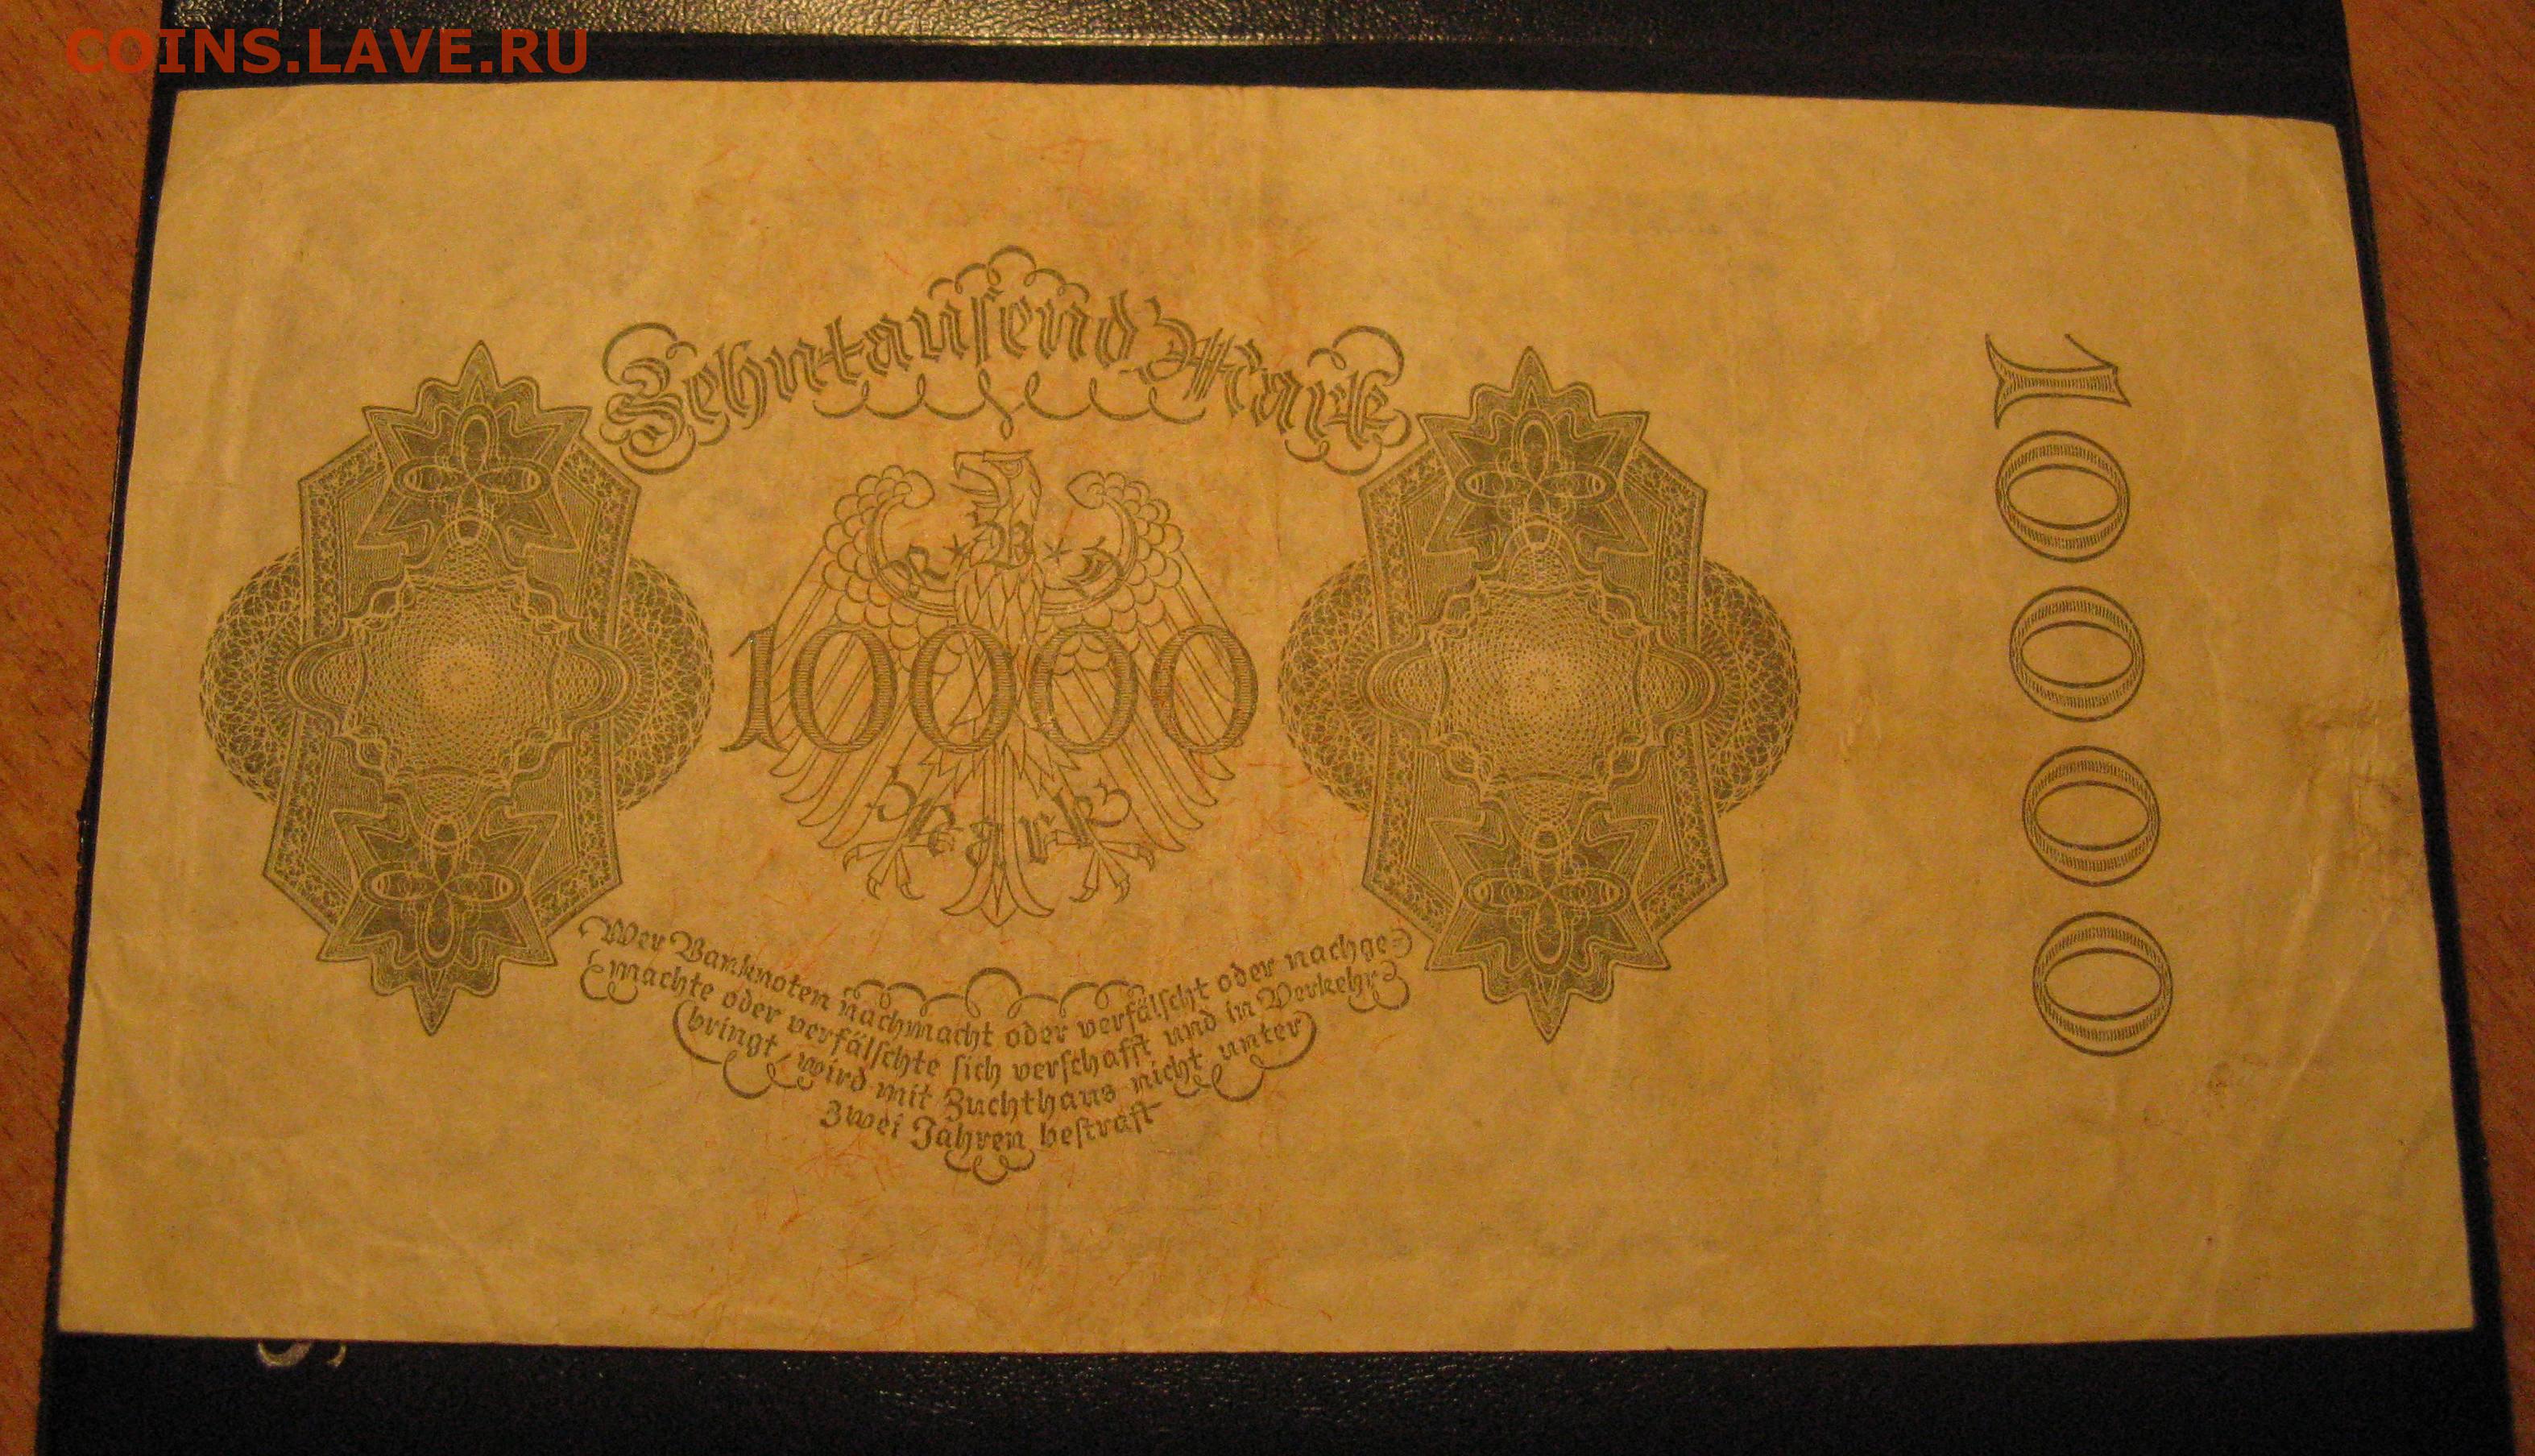 COINS.LAVE.RU
Zehntausend Mark
R * B * D
10000
Mark
10000
Wer Banknoten nachmacht oder verfälscht oder nachge-
machte oder verfälschte sich verschafft und in Verkehr
bringt, wird mit Zuchthaus nicht unter
zwei Jahren bestraft